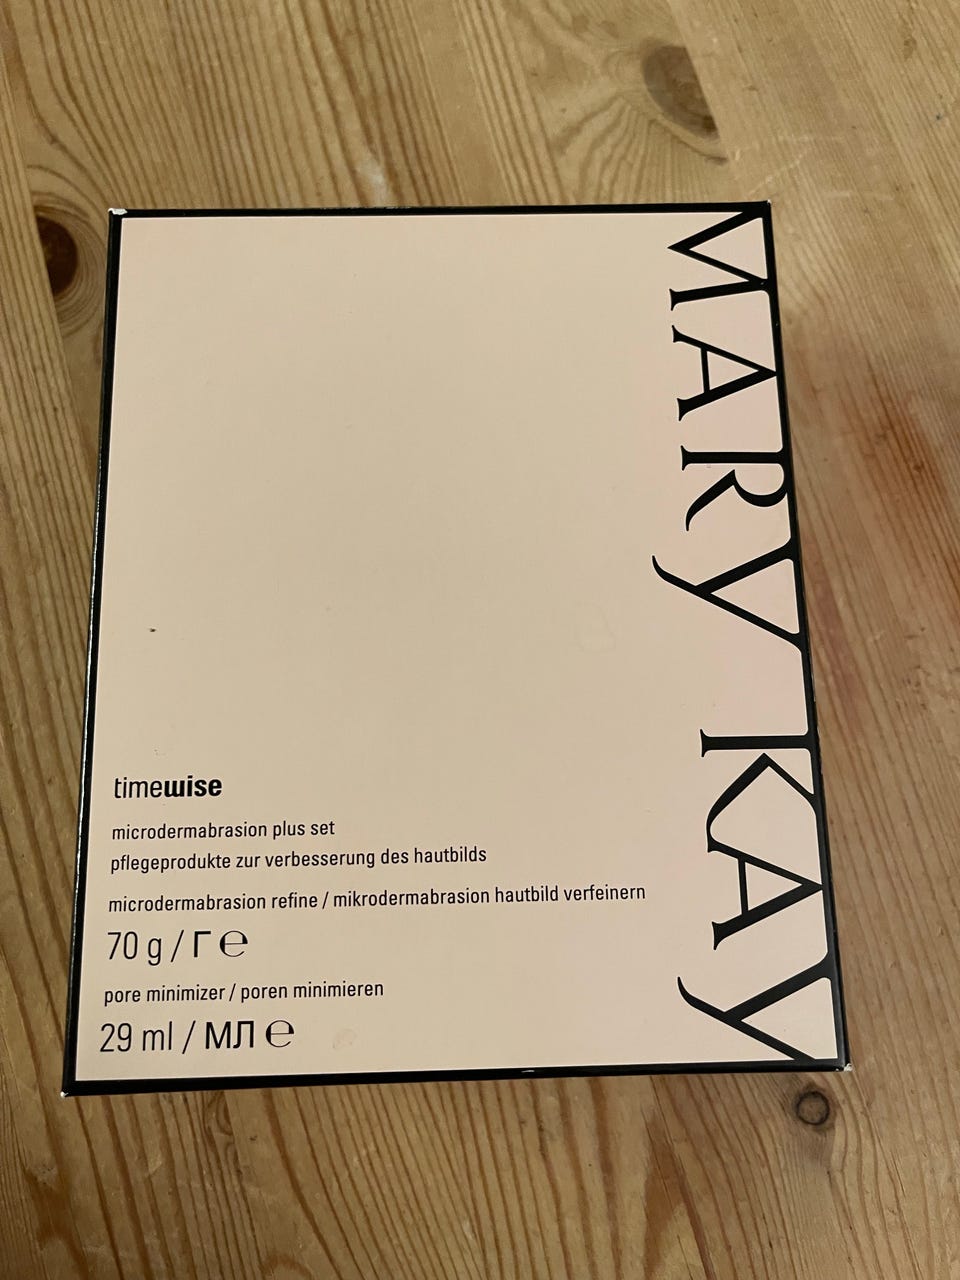 MARY KAY
timewise
microdermabrasion plus set
pflegeprodukte zur verbesserung des hautbilds
microdermabrasion refine / mikrodermabrasion hautbild verfeinern
70 g / Г ℮
pore minimizer / poren minimieren
29 ml / МЛ ℮